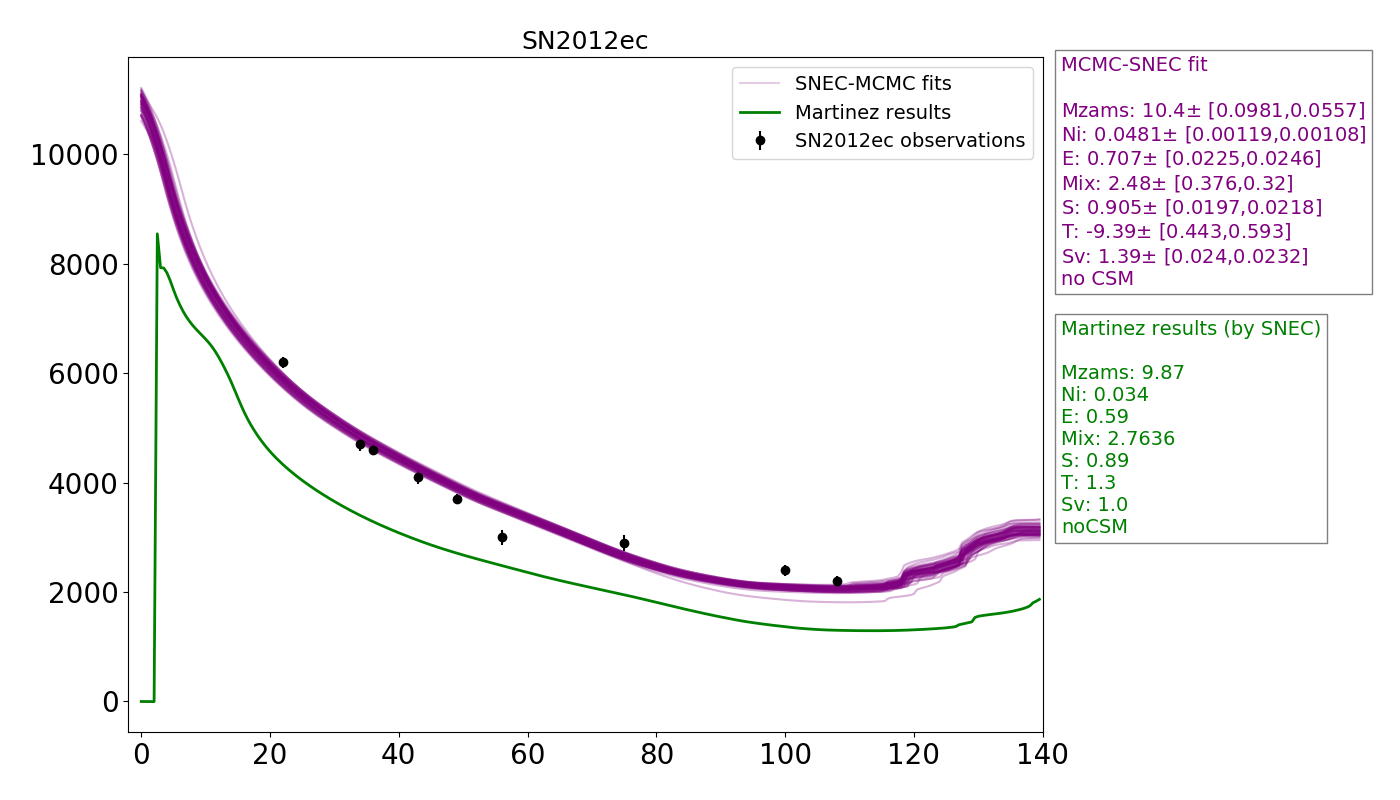 SN2012ec
SNEC-MCMC fits
Martinez results
SN2012ec observations
10000
8000
6000
4000
2000
0
0 20 40 60 80 100 120 140
MCMC-SNEC fit
Mzams: 10.4± [0.0981,0.0557]
Ni: 0.0481± [0.00119,0.00108]
E: 0.707± [0.0225,0.0246]
Mix: 2.48± [0.376,0.32]
S: 0.905± [0.0197,0.0218]
T: -9.39± [0.443,0.593]
Sv: 1.39± [0.024,0.0232]
no CSM
Martinez results (by SNEC)
Mzams: 9.87
Ni: 0.034
E: 0.59
Mix: 2.7636
S: 0.89
T: 1.3
Sv: 1.0
noCSM